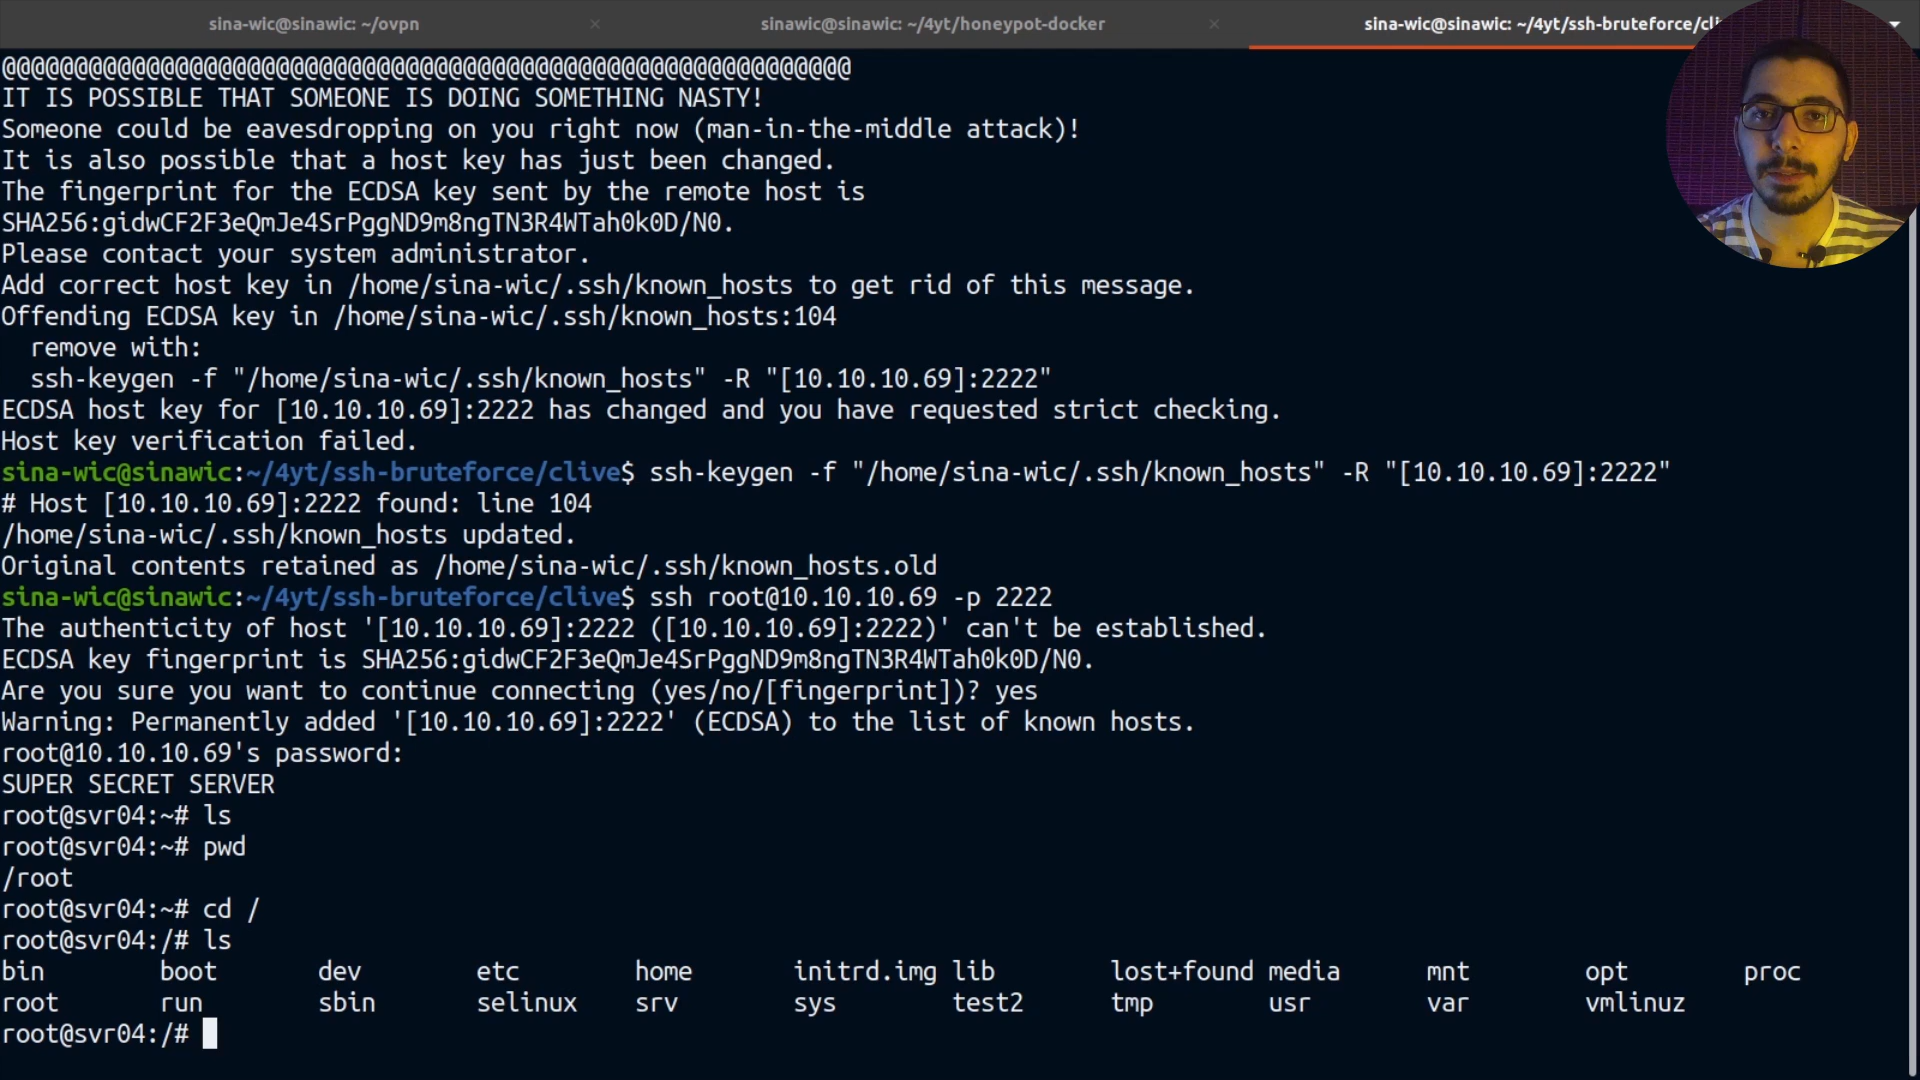 sina-wic@sinawic: ~/ovpn
sinawic@sinawic: ~/4yt/honeypot-docker
sina-wic@sinawic: ~/4yt/ssh-bruteforce/cli
@@@@@@@@@@@@@@@@@@@@@@@@@@@@@@@@@@@@@@@@@@@@@@@@@@@@@@@@@@@
IT IS POSSIBLE THAT SOMEONE IS DOING SOMETHING NASTY!
Someone could be eavesdropping on you right now (man-in-the-middle attack)!
It is also possible that a host key has just been changed.
The fingerprint for the ECDSA key sent by the remote host is
SHA256:gidwCF2F3eQmJe4SrPggND9m8ngTN3R4WTah0k0D/N0.
Please contact your system administrator.
Add correct host key in /home/sina-wic/.ssh/known_hosts to get rid of this message.
Offending ECDSA key in /home/sina-wic/.ssh/known_hosts:104
  remove with:
  ssh-keygen -f "/home/sina-wic/.ssh/known_hosts" -R "[10.10.10.69]:2222"
ECDSA host key for [10.10.10.69]:2222 has changed and you have requested strict checking.
Host key verification failed.
sina-wic@sinawic:~/4yt/ssh-bruteforce/clive$ ssh-keygen -f "/home/sina-wic/.ssh/known_hosts" -R "[10.10.10.69]:2222"
# Host [10.10.10.69]:2222 found: line 104
/home/sina-wic/.ssh/known_hosts updated.
Original contents retained as /home/sina-wic/.ssh/known_hosts.old
sina-wic@sinawic:~/4yt/ssh-bruteforce/clive$ ssh root@10.10.10.69 -p 2222
The authenticity of host '[10.10.10.69]:2222 ([10.10.10.69]:2222)' can't be established.
ECDSA key fingerprint is SHA256:gidwCF2F3eQmJe4SrPggND9m8ngTN3R4WTah0k0D/N0.
Are you sure you want to continue connecting (yes/no/[fingerprint])? yes
Warning: Permanently added '[10.10.10.69]:2222' (ECDSA) to the list of known hosts.
root@10.10.10.69's password:
SUPER SECRET SERVER
root@svr04:~# ls
root@svr04:~# pwd
/root
root@svr04:~# cd /
root@svr04:/# ls
bin boot dev etc home initrd.img lib lost+found media mnt opt proc
root run sbin selinux srv sys test2 tmp usr var vmlinuz
root@svr04:/#